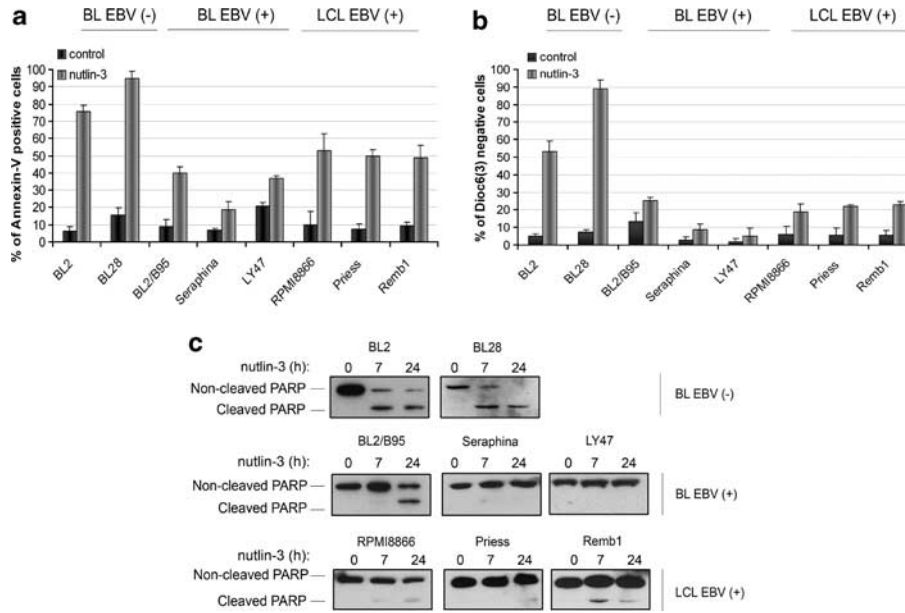 a
BL EBV (-) BL EBV (+) LCL EBV (+)
control
nutlin-3
% of Annexin-V positive cells
100
90
80
70
60
50
40
30
20
10
0
BL2 BL28 BL2/B95 Seraphina LY47 RPMI8866 Priess Remb1
b
BL EBV (-) BL EBV (+) LCL EBV (+)
control
nutlin-3
% of Dioc6(3) negative cells
100
90
80
70
60
50
40
30
20
10
0
BL2 BL28 BL2/B95 Seraphina LY47 RPMI8866 Priess Remb1
c
BL2 BL28
nutlin-3 (h): 0 7 24 0 7 24
Non-cleaved PARP
Cleaved PARP
BL EBV (-)
BL2/B95 Seraphina LY47
nutlin-3 (h): 0 7 24 0 7 24 0 7 24
Non-cleaved PARP
Cleaved PARP
BL EBV (+)
RPMI8866 Priess Remb1
nutlin-3 (h): 0 7 24 0 7 24 0 7 24
Non-cleaved PARP
Cleaved PARP
LCL EBV (+)